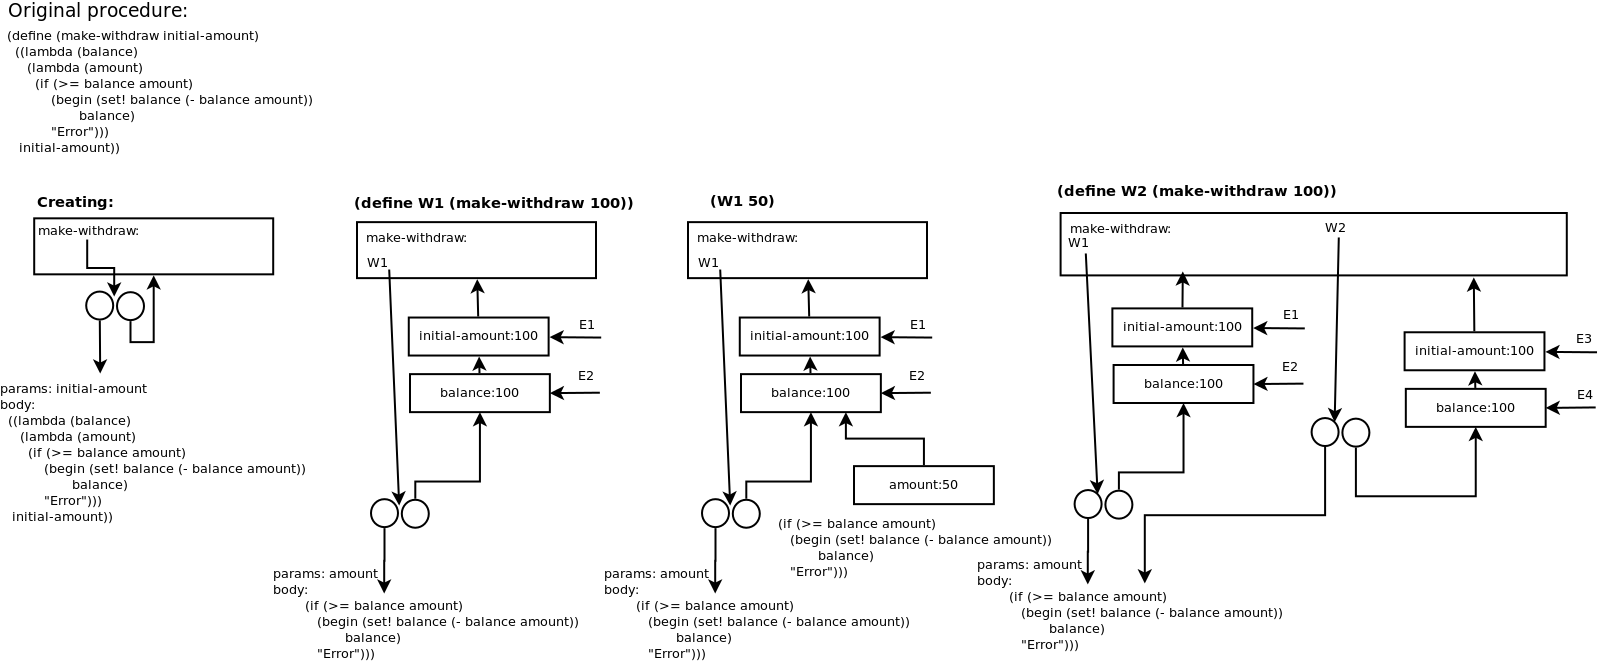 Original procedure:
(define (make-withdraw initial-amount)
((lambda (balance)
(lambda (amount)
(if (>= balance amount)
(begin (set! balance (- balance amount))
balance)
"Error")))
initial-amount))
Creating:
make-withdraw:
params: initial-amount
body:
((lambda (balance)
(lambda (amount)
(if (>= balance amount)
(begin (set! balance (- balance amount))
balance)
"Error")))
initial-amount))
(define W1 (make-withdraw 100))
make-withdraw:
W1
initial-amount:100
E1
balance:100
E2
params: amount
body:
(if (>= balance amount)
(begin (set! balance (- balance amount))
balance)
"Error")))
(W1 50)
make-withdraw:
W1
initial-amount:100
E1
balance:100
E2
amount:50
(if (>= balance amount)
(begin (set! balance (- balance amount))
balance)
"Error")))
params: amount
body:
(if (>= balance amount)
(begin (set! balance (- balance amount))
balance)
"Error")))
(define W2 (make-withdraw 100))
make-withdraw:
W1
W2
initial-amount:100
E1
balance:100
E2
initial-amount:100
E3
balance:100
E4
params: amount
body:
(if (>= balance amount)
(begin (set! balance (- balance amount))
balance)
"Error")))